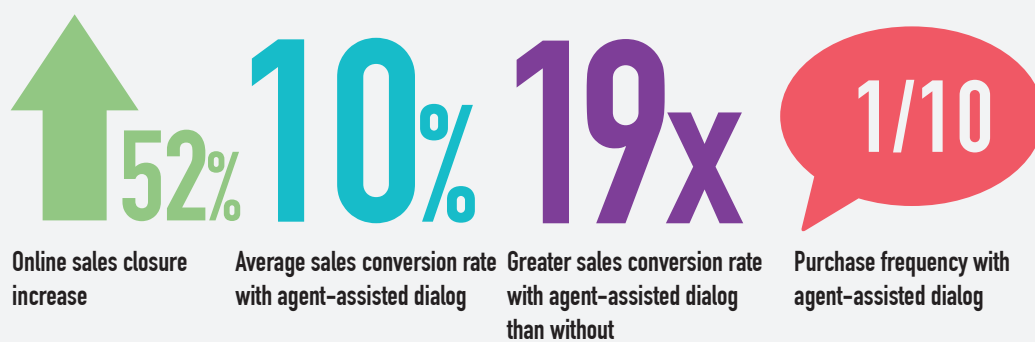 52%
Online sales closure
increase
10%
Average sales conversion rate
with agent-assisted dialog
19x
Greater sales conversion rate
with agent-assisted dialog
than without
1/10
Purchase frequency with
agent-assisted dialog